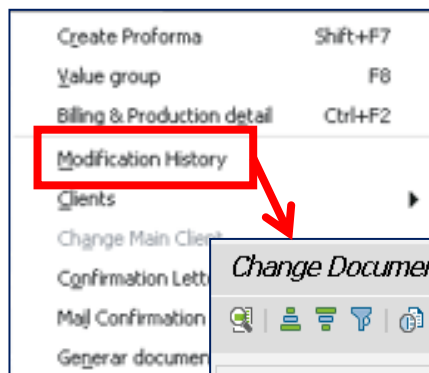 Create Proforma Shift+F7
Value group F8
Billing & Production detail Ctrl+F2
Modification History
Clients
Change Main Client
Confirmation Lett
Mail Confirmation
Generar documen
Change Documen